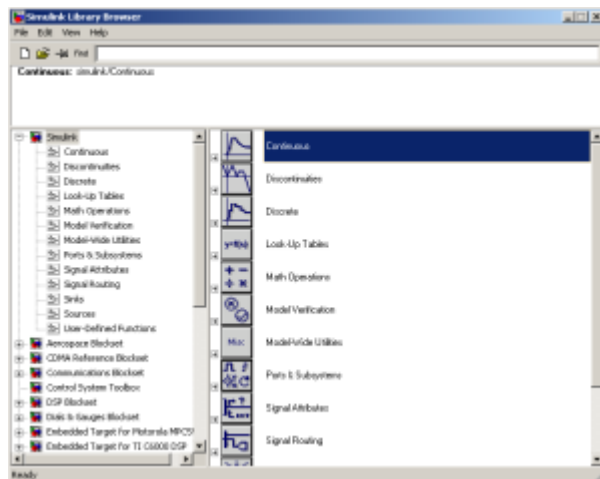 Simulink Library Browser
File Edit View Help
Find
Continuous: simulink/Continuous
Simulink
Continuous
Discontinuities
Discrete
Look-Up Tables
Math Operations
Model Verification
Model-Wide Utilities
Ports & Subsystems
Signal Attributes
Signal Routing
Sinks
Sources
User-Defined Functions
Aerospace Blockset
CDMA Reference Blockset
Communications Blockset
Control System Toolbox
DSP Blockset
Dials & Gauges Blockset
Embedded Target for Motorola MPC5
Embedded Target for TI C6000 DSP
Continuous
Discontinuities
Discrete
y=f(u) Look-Up Tables
Math Operations
Model Verification
Misc Model-Wide Utilities
Ports & Subsystems
Signal Attributes
Signal Routing
Ready